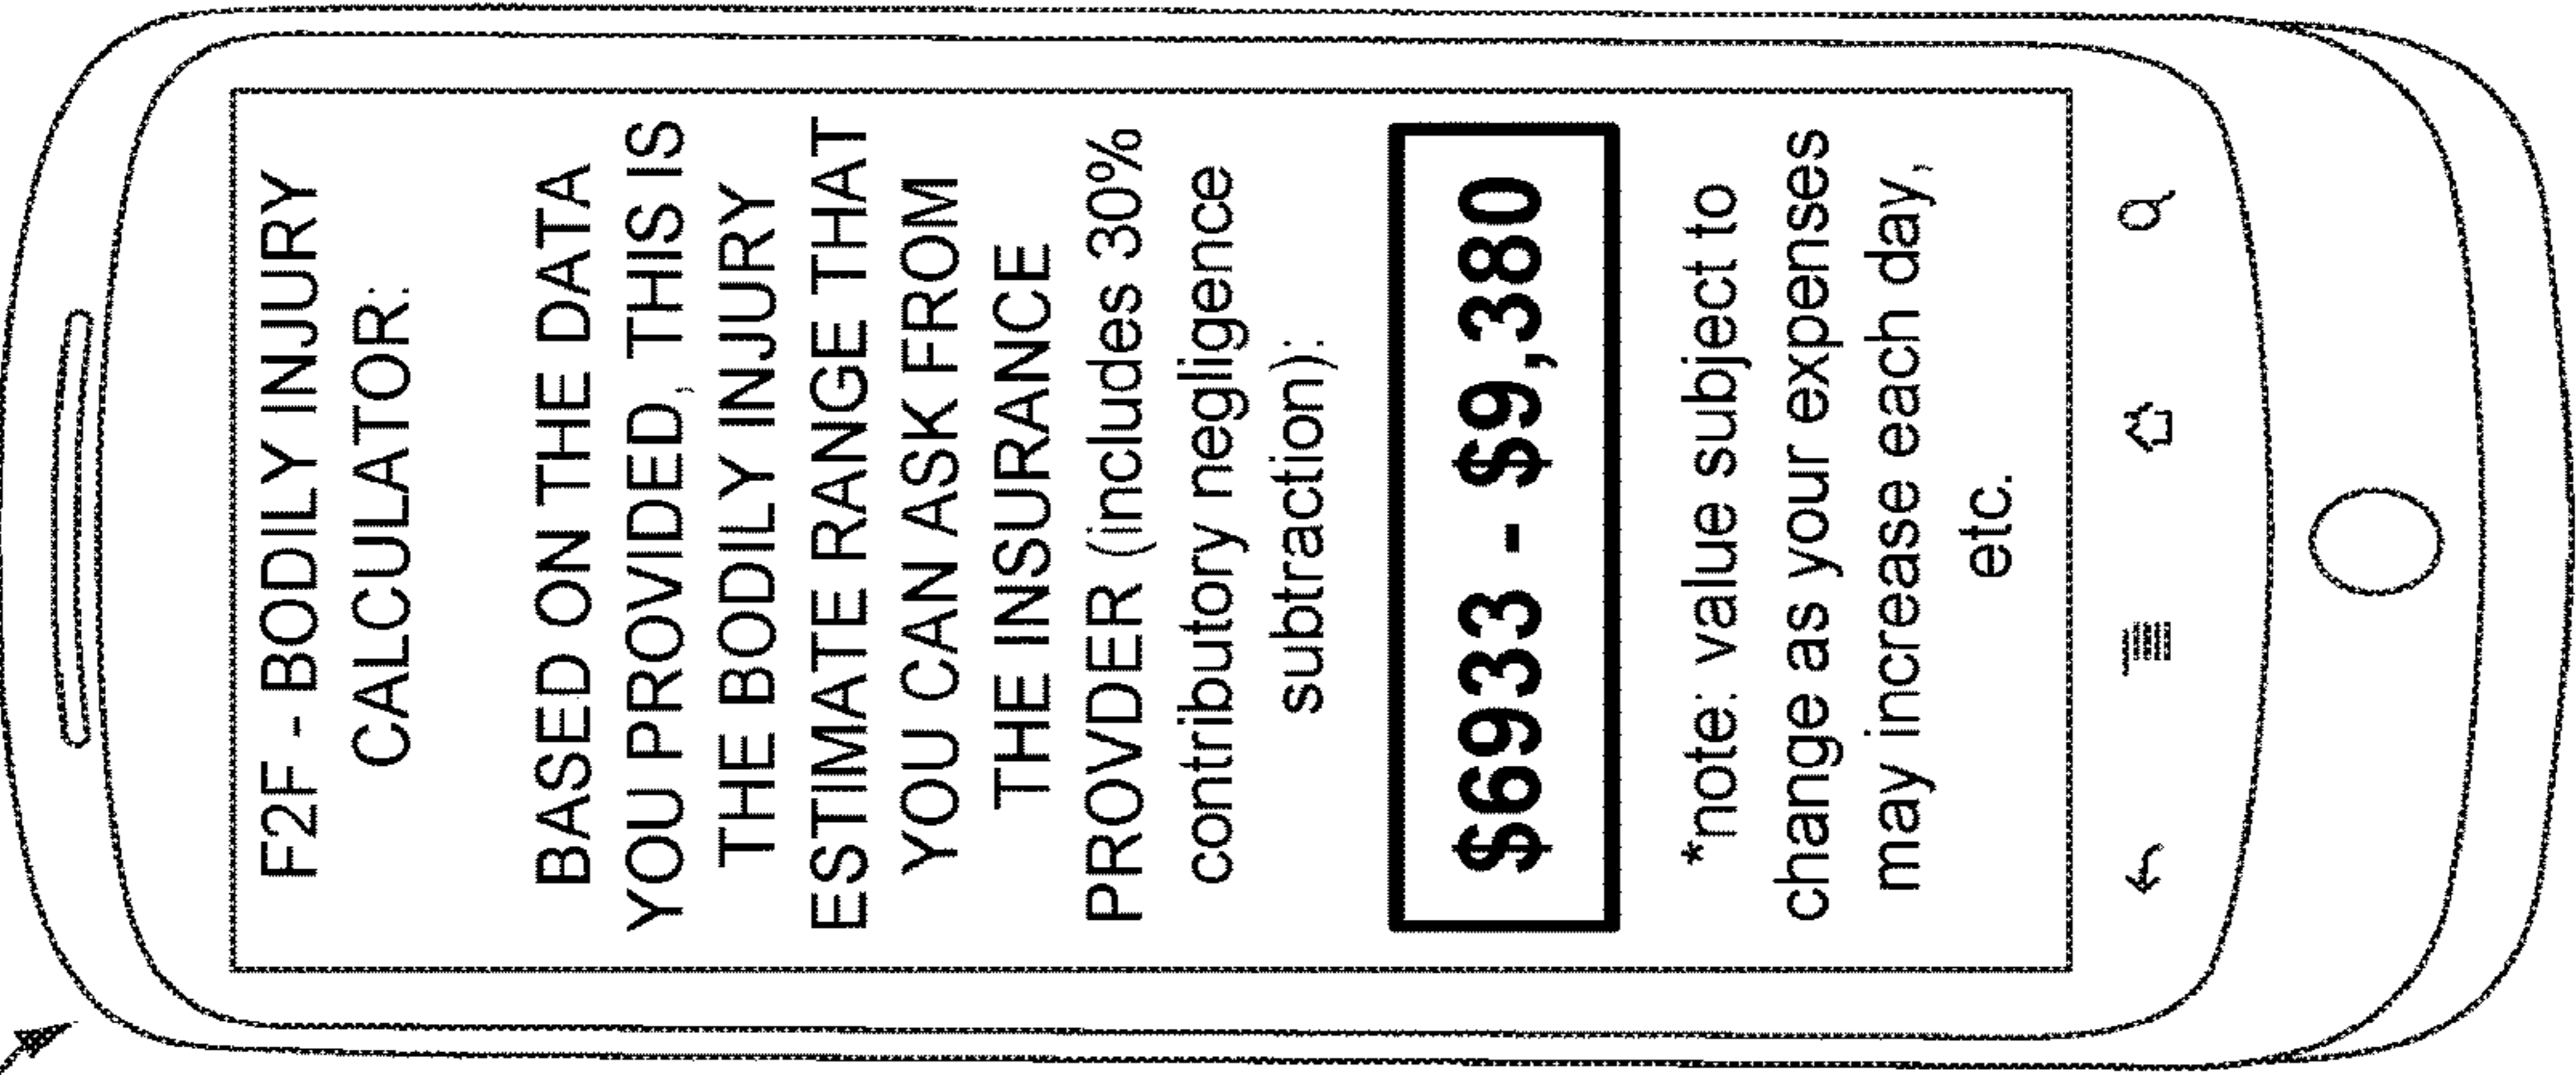 F2F - BODILY INJURY
CALCULATOR:
BASED ON THE DATA
YOU PROVIDED, THIS IS
THE BODILY INJURY
ESTIMATE RANGE THAT
YOU CAN ASK FROM
THE INSURANCE
PROVDER (includes 30%
contributory negligence
subtraction):
$6933 - $9,380
*note: value subject to
change as your expenses
may increase each day,
etc.